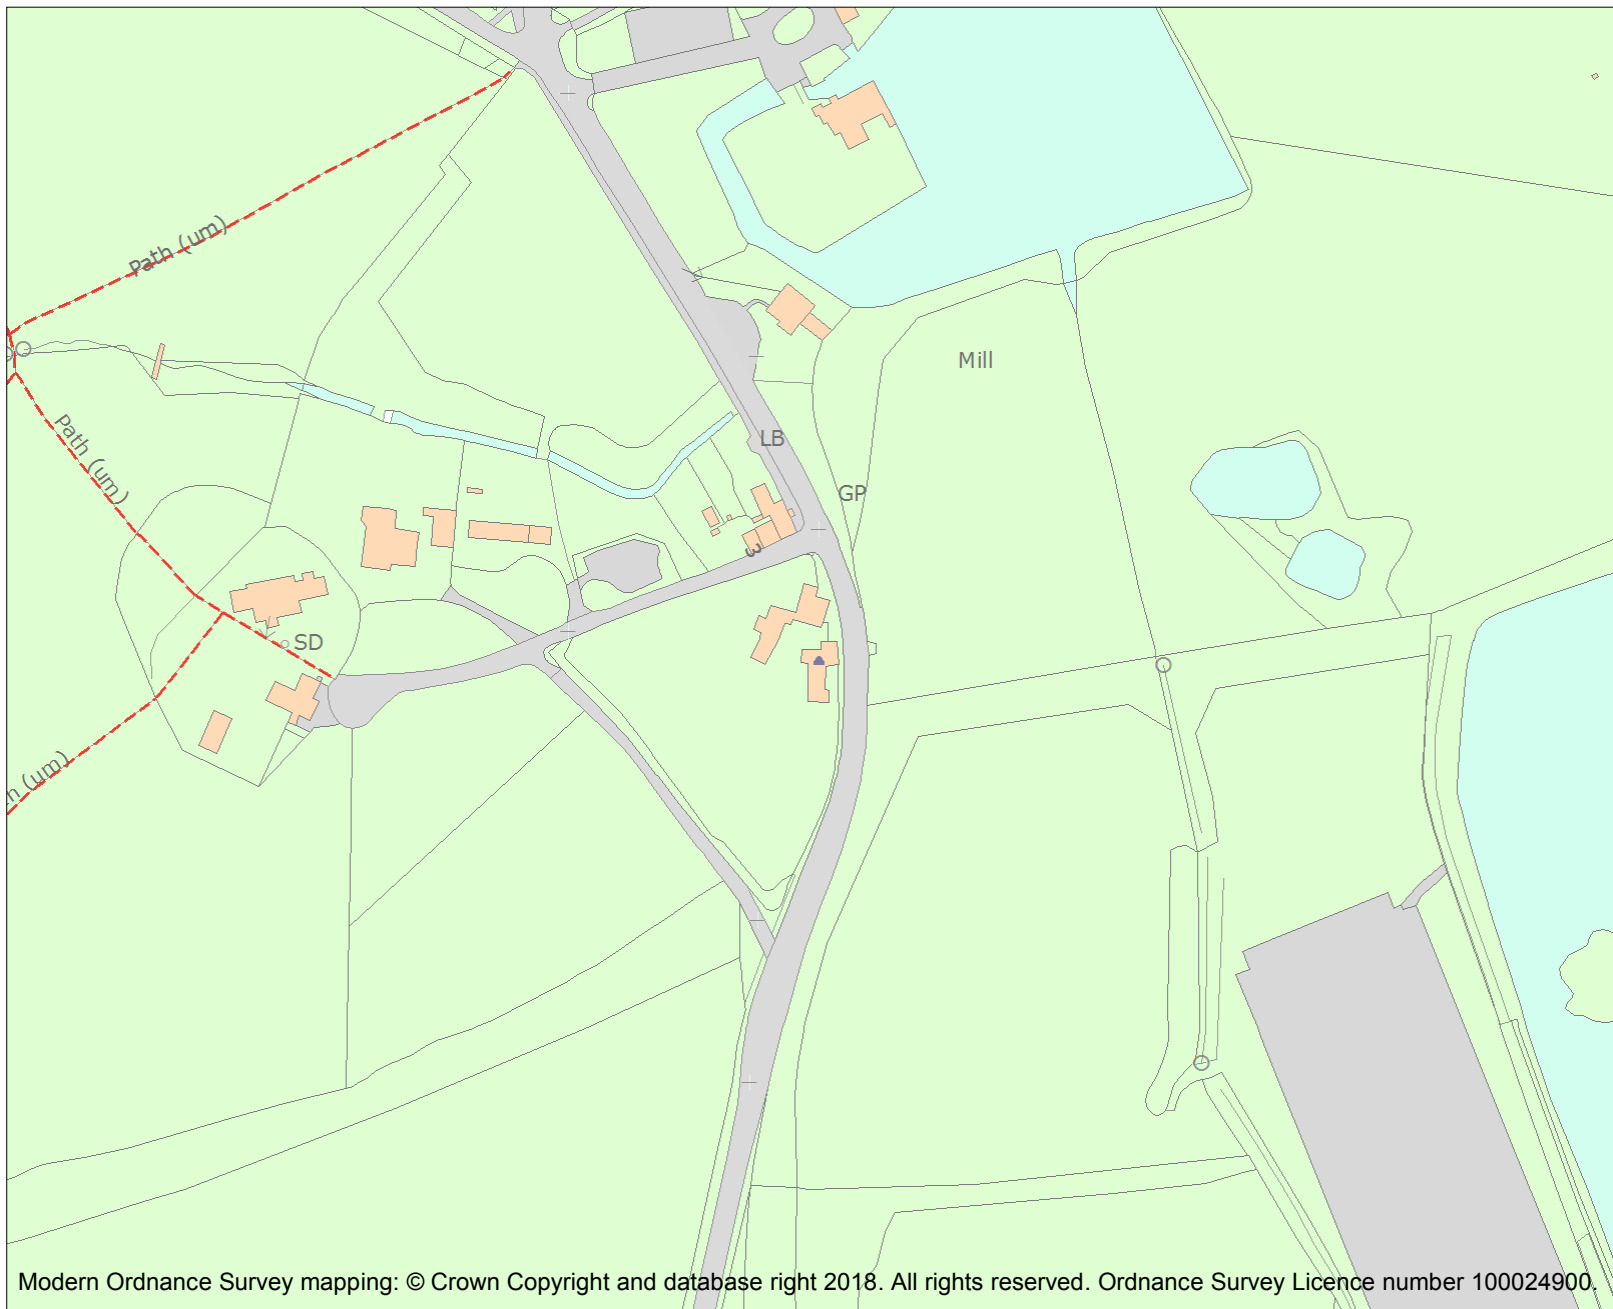 Path (um)
Mill
Path (um)
LB
GP
3
SD
h (um)
Modern Ordnance Survey mapping: © Crown Copyright and database right 2018. All rights reserved. Ordnance Survey Licence number 100024900.